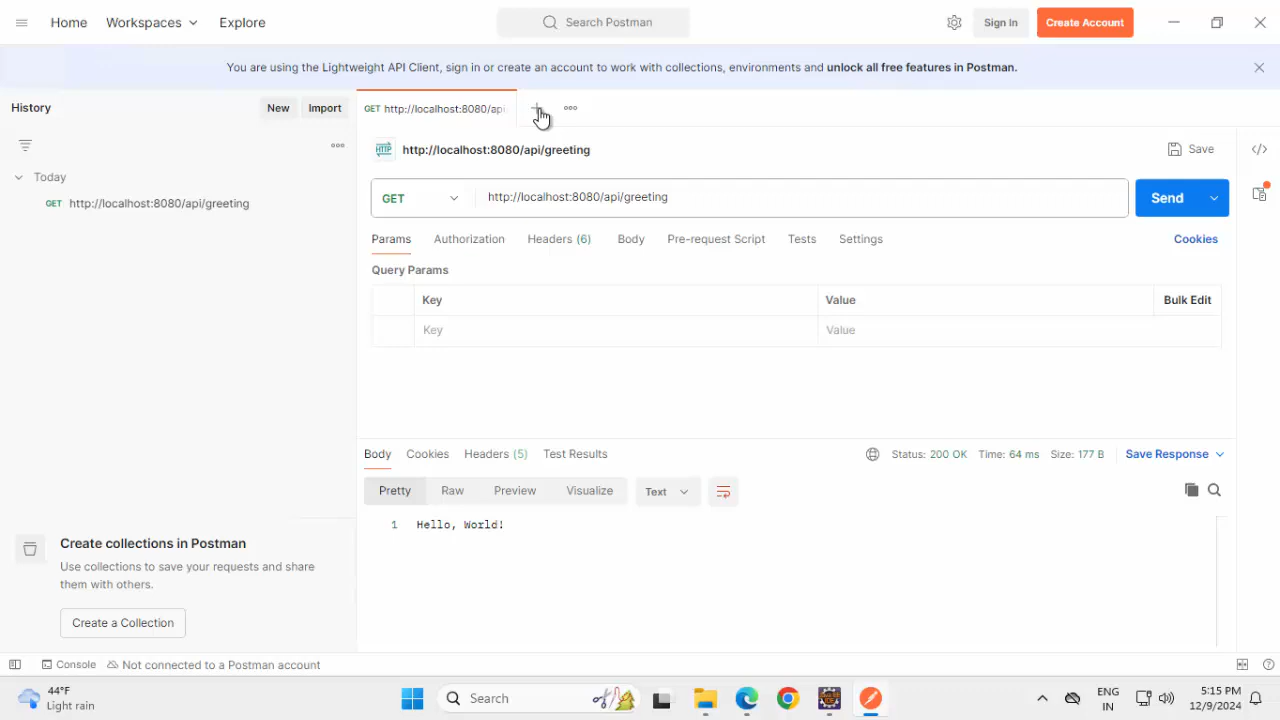 Home Workspaces Explore Search Postman Sign In Create Account
You are using the Lightweight API Client, sign in or create an account to work with collections, environments and unlock all free features in Postman.
History New Import GET http://localhost:8080/api
HTTP http://localhost:8080/api/greeting Save
Today
GET http://localhost:8080/api/greeting
GET http://localhost:8080/api/greeting Send
Params Authorization Headers (6) Body Pre-request Script Tests Settings Cookies
Query Params
Key Value Bulk Edit
Key Value
Body Cookies Headers (5) Test Results Status: 200 OK Time: 64 ms Size: 177 B Save Response
Pretty Raw Preview Visualize Text
1 Hello, World!
Create collections in Postman
Use collections to save your requests and share
them with others.
Create a Collection
Console Not connected to a Postman account
44°F
Light rain
Search
ENG
IN
5:15 PM
12/9/2024